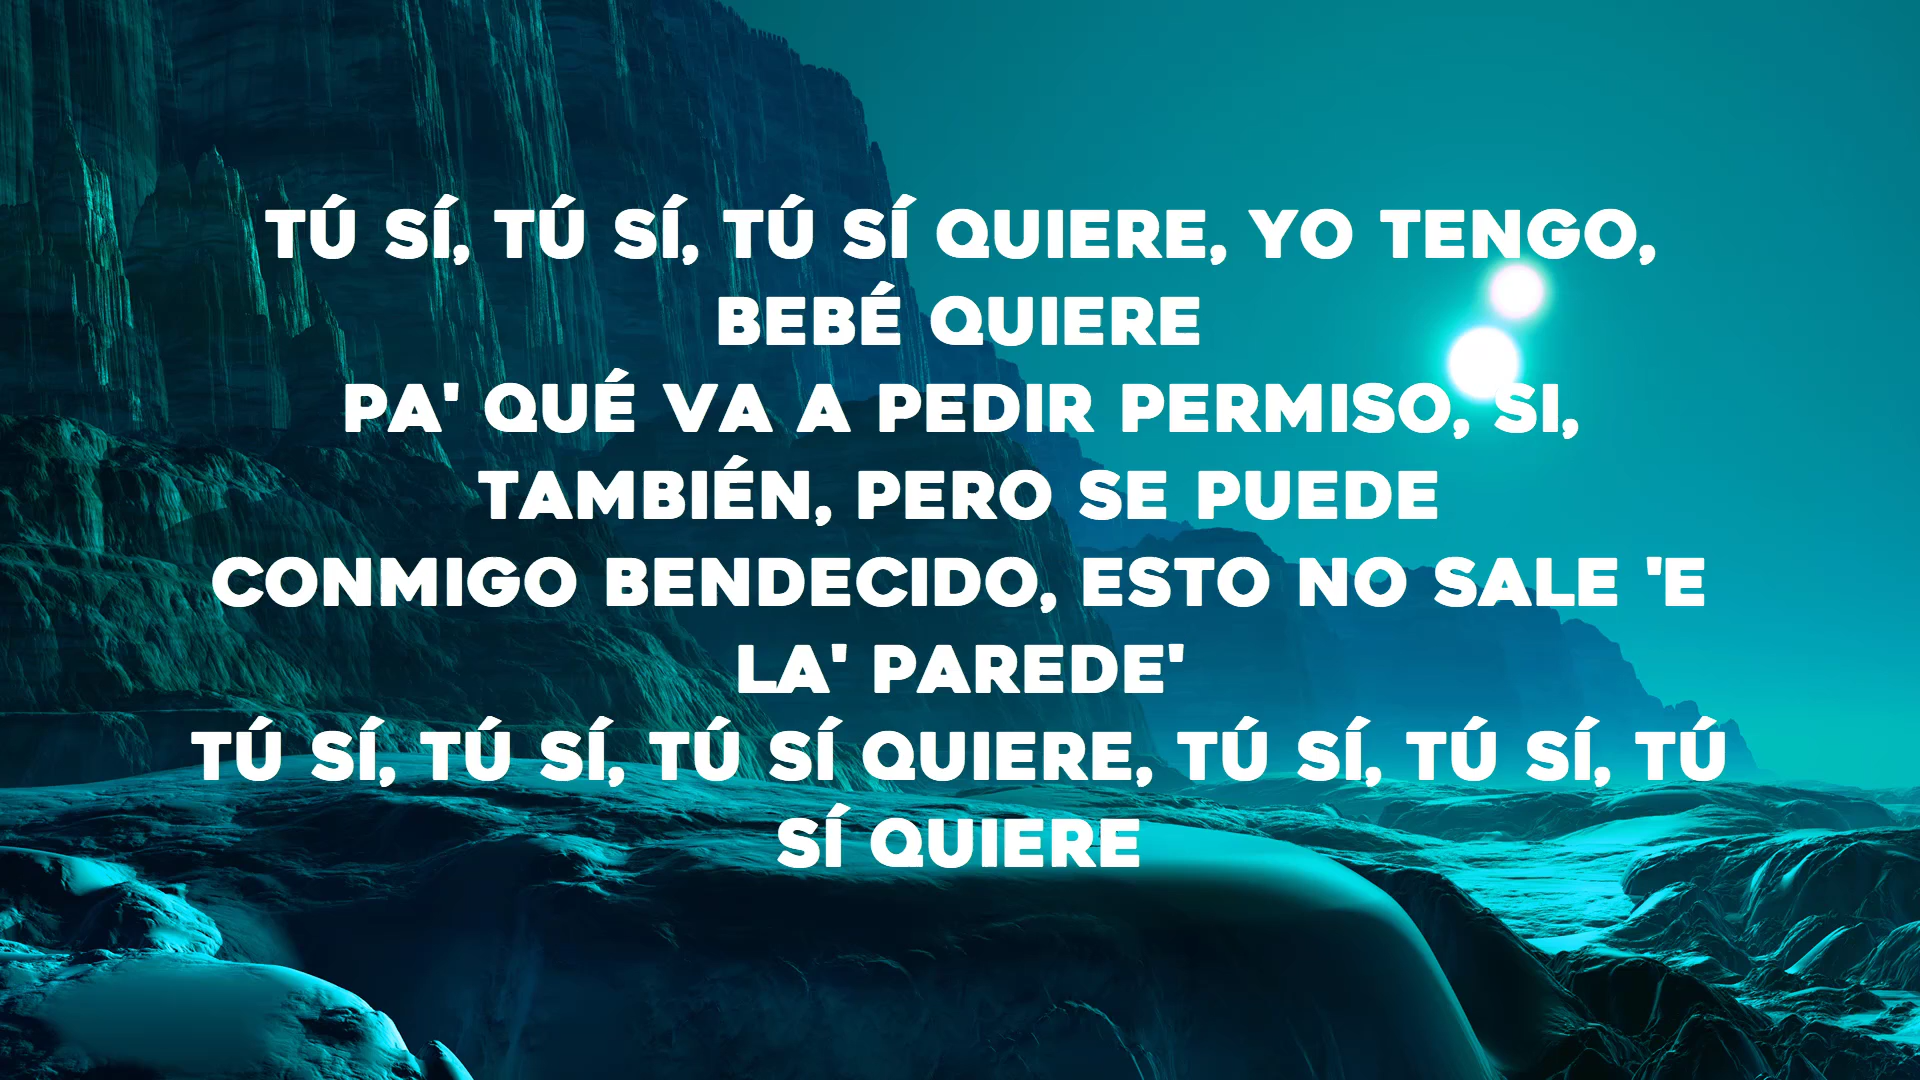 TÚ SÍ, TÚ SÍ, TÚ SÍ QUIERE, YO TENGO,
BEBÉ QUIERE
PA' QUÉ VA A PEDIR PERMISO, SI,
TAMBIÉN, PERO SE PUEDE
CONMIGO BENDECIDO, ESTO NO SALE 'E
LA' PAREDE'
TÚ SÍ, TÚ SÍ, TÚ SÍ QUIERE, TÚ SÍ, TÚ SÍ, TÚ
SÍ QUIERE